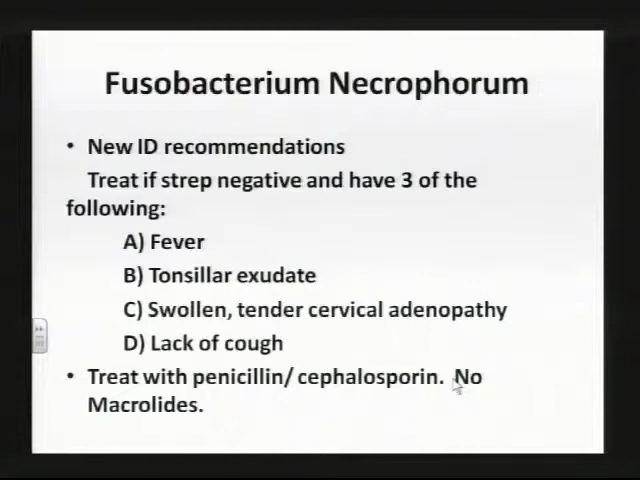 Fusobacterium Necrophorum
• New ID recommendations
Treat if strep negative and have 3 of the
following:
A) Fever
B) Tonsillar exudate
C) Swollen, tender cervical adenopathy
D) Lack of cough
• Treat with penicillin/ cephalosporin. No
Macrolides.